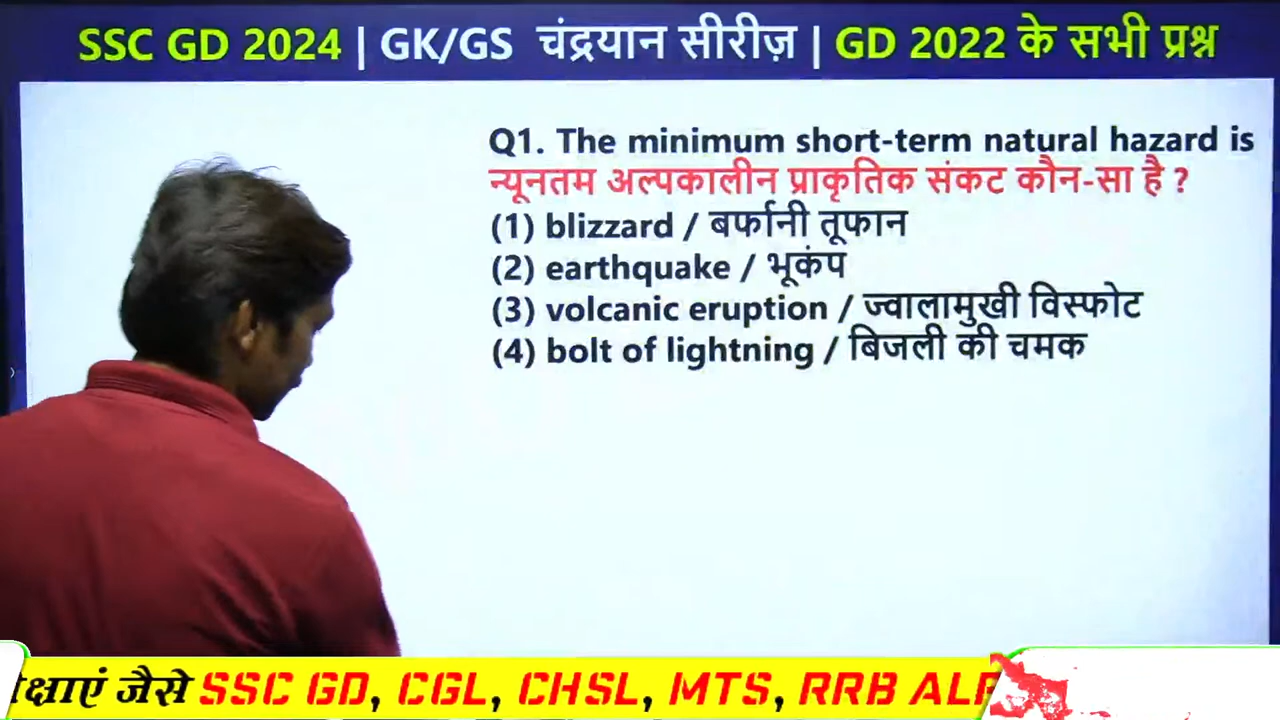 SSC GD 2024 | GK/GS चंद्रयान सीरीज़ | GD 2022 के सभी प्रश्न
Q1. The minimum short-term natural hazard is
न्यूनतम अल्पकालीन प्राकृतिक संकट कौन-सा है ?
(1) blizzard / बर्फानी तूफान
(2) earthquake / भूकंप
(3) volcanic eruption / ज्वालामुखी विस्फोट
(4) bolt of lightning / बिजली की चमक
जैसे SSC GD, CGL, CHSL, MTS, RRB